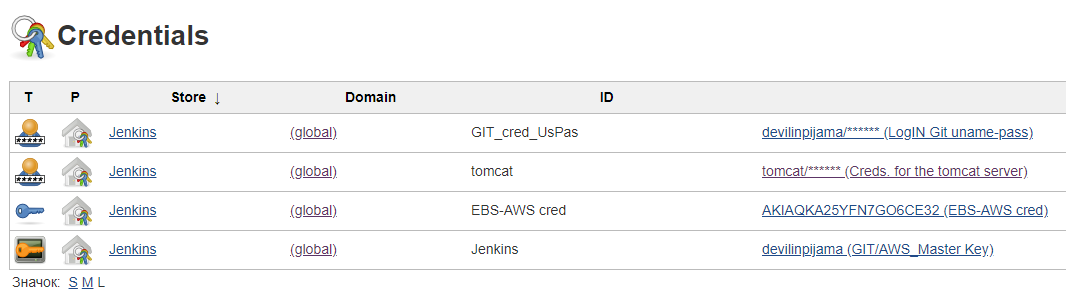 Credentials
T P Store ↓ Domain ID
Jenkins (global) GIT_cred_UsPas devilinpijama/****** (LogIN Git uname-pass)
Jenkins (global) tomcat tomcat/****** (Creds. for the tomcat server)
Jenkins (global) EBS-AWS cred AKIAQKA25YFN7GO6CE32 (EBS-AWS cred)
Jenkins (global) Jenkins devilinpijama (GIT/AWS_Master Key)
Значок: S M L